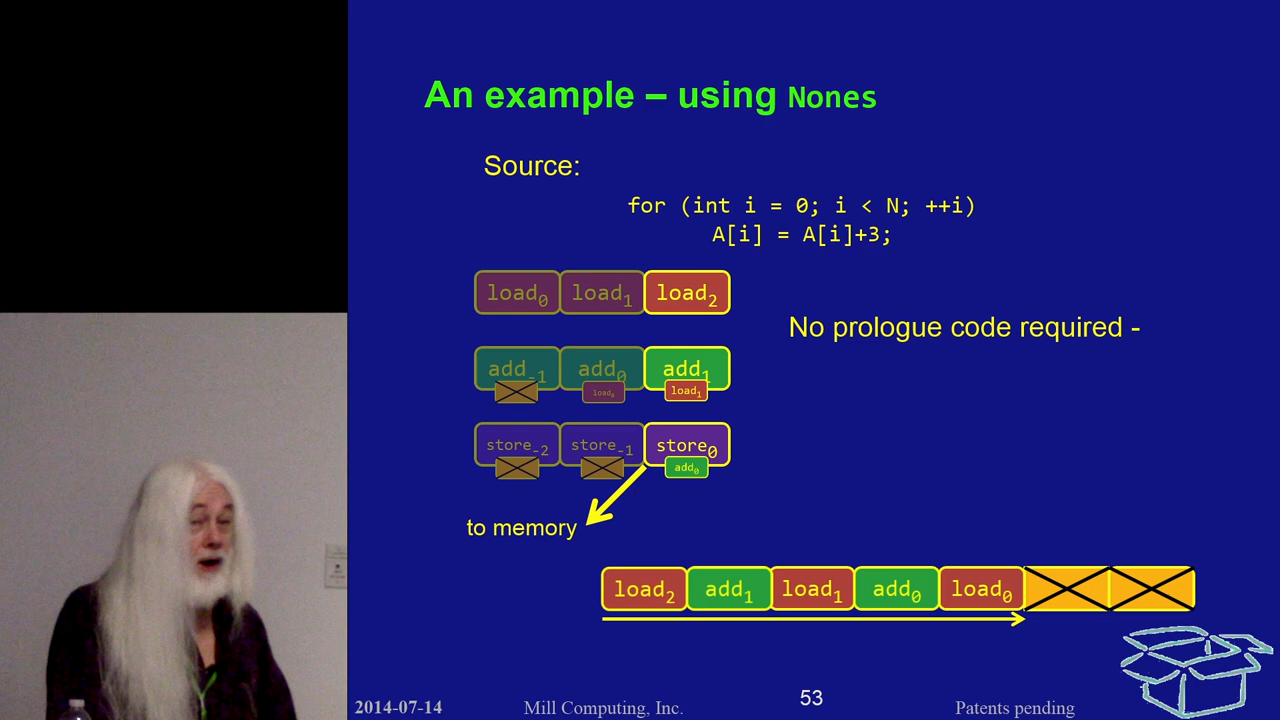 An example – using Nones
Source:
for (int i = 0; i < N; ++i)
A[i] = A[i]+3;
load0 load1 load2
No prologue code required -
add-1 add0 add1
load0 load1
store-2 store-1 store0
add0
to memory
load2 add1 load1 add0 load0
2014-07-14 Mill Computing, Inc. 53 Patents pending